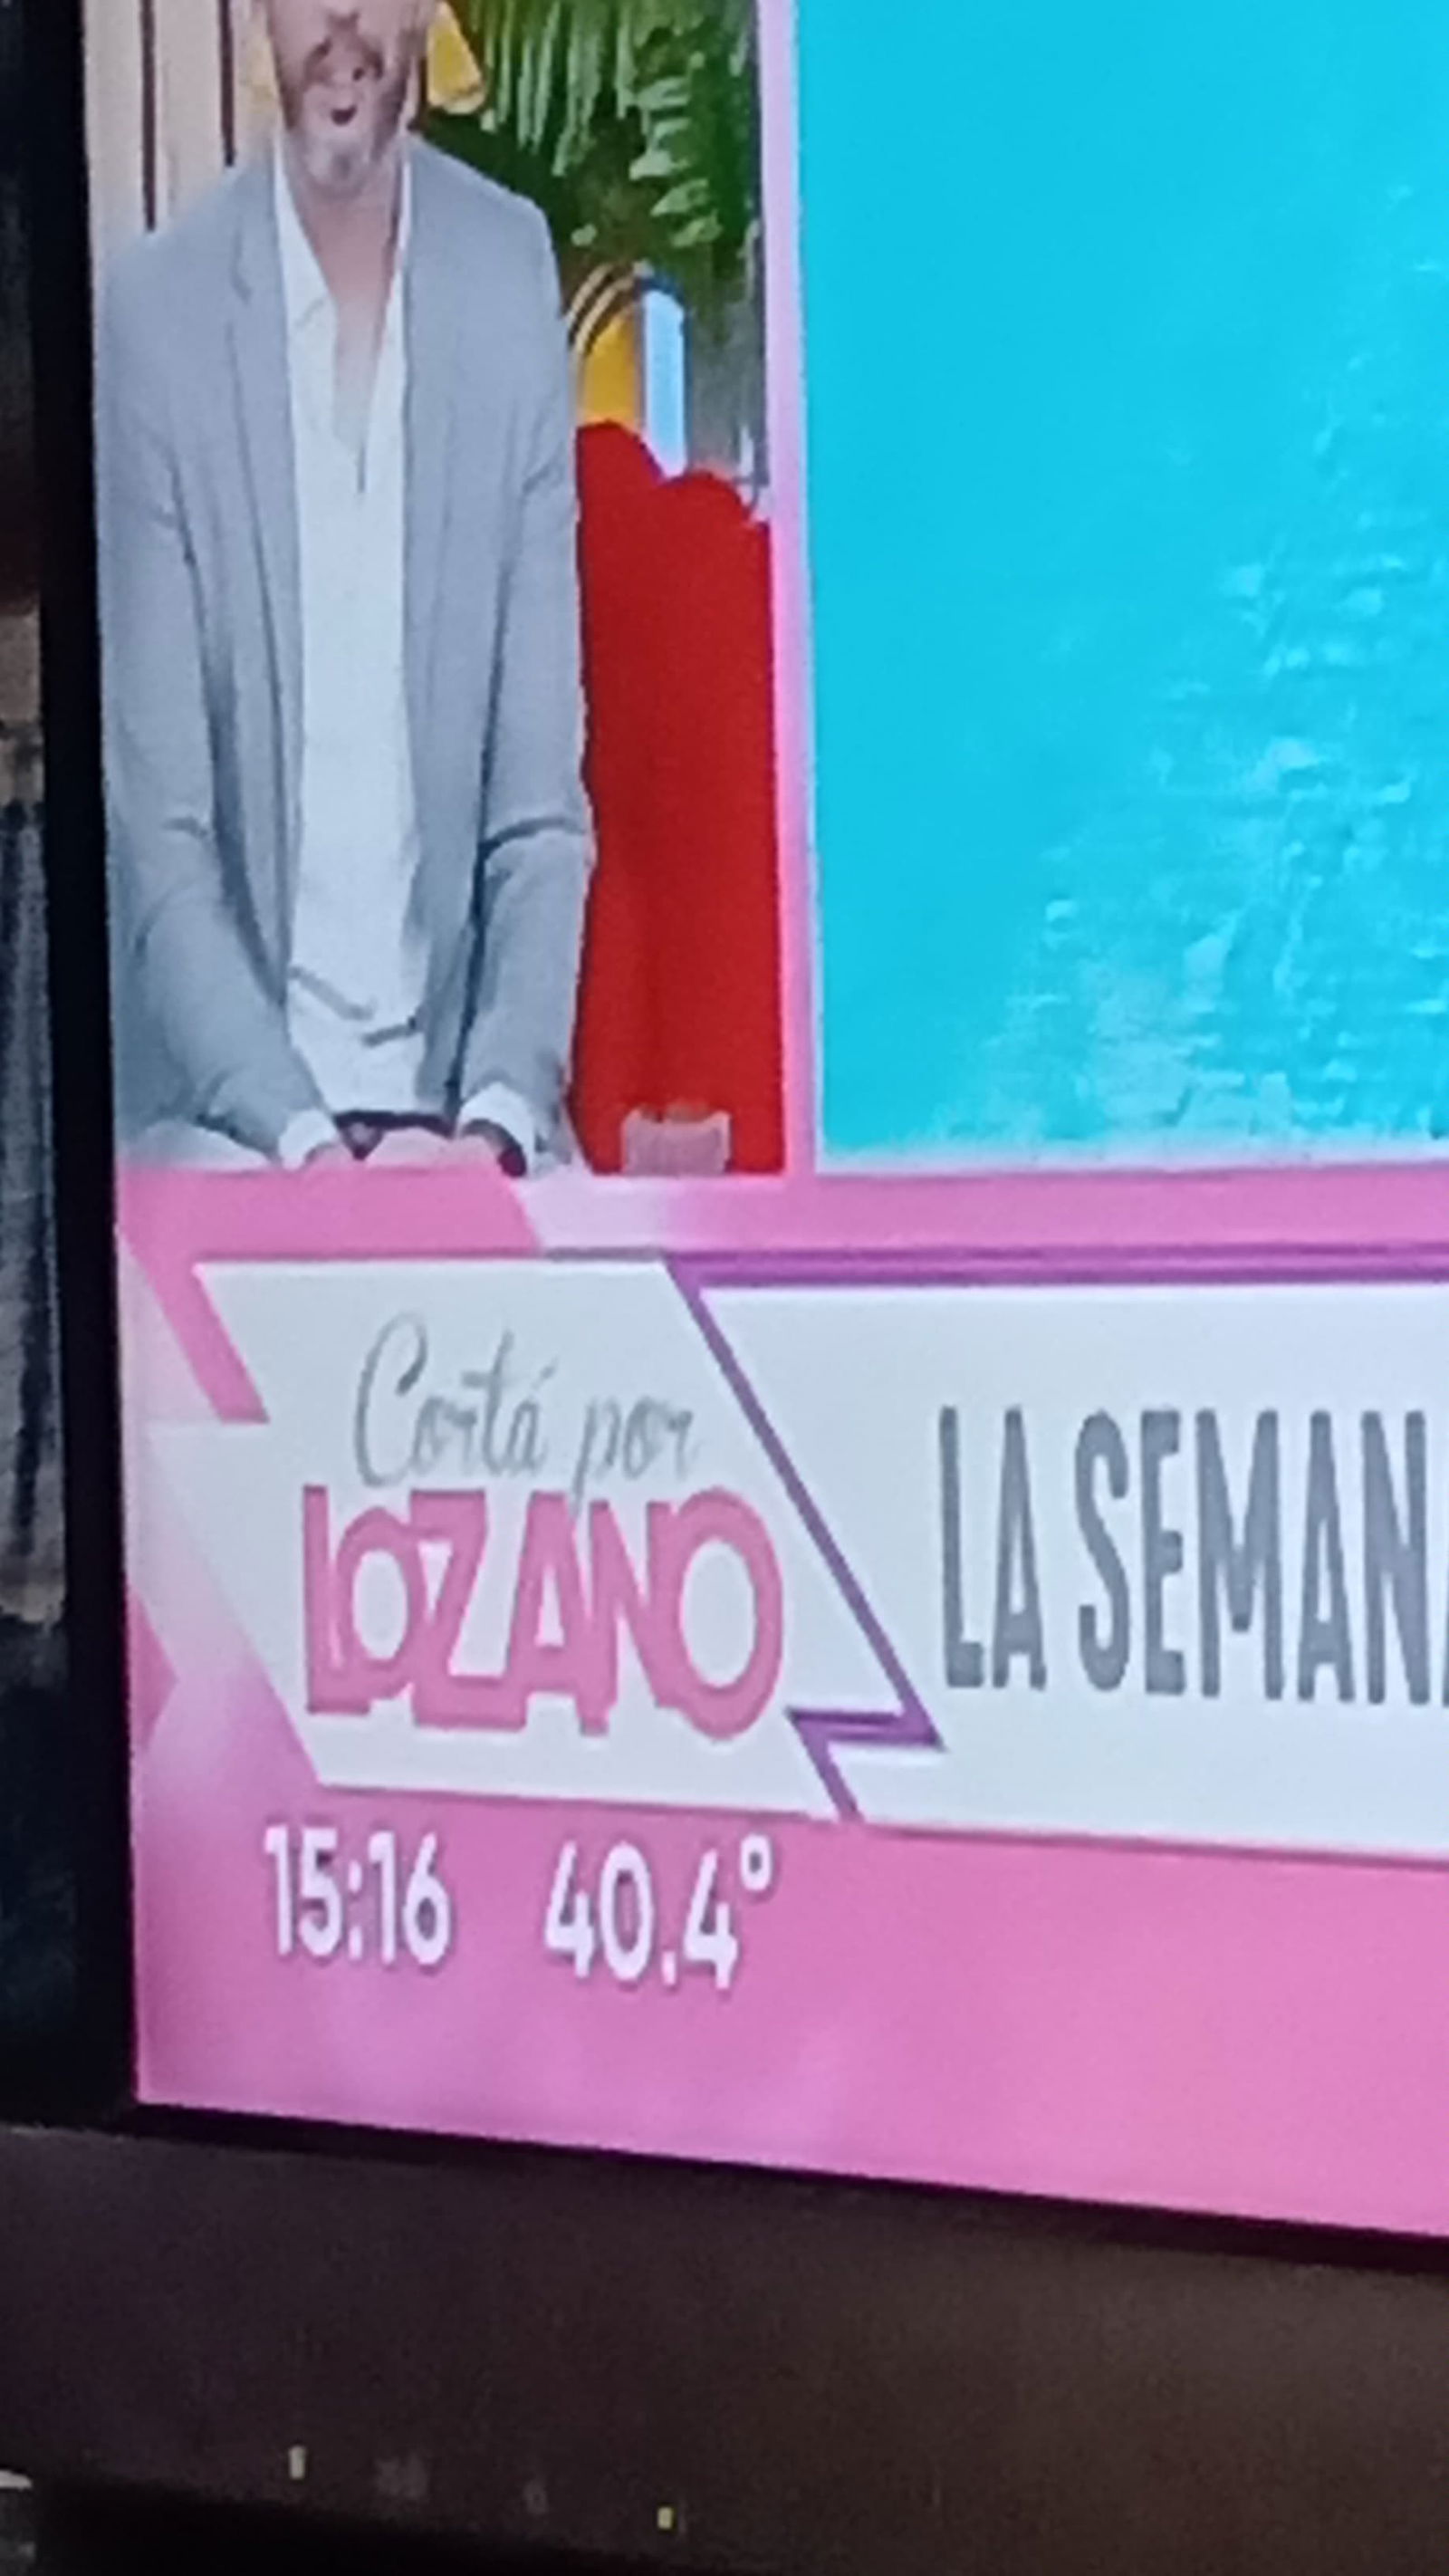 Cortá por
LOZANO
LA SEMAN
15:16 40.4°